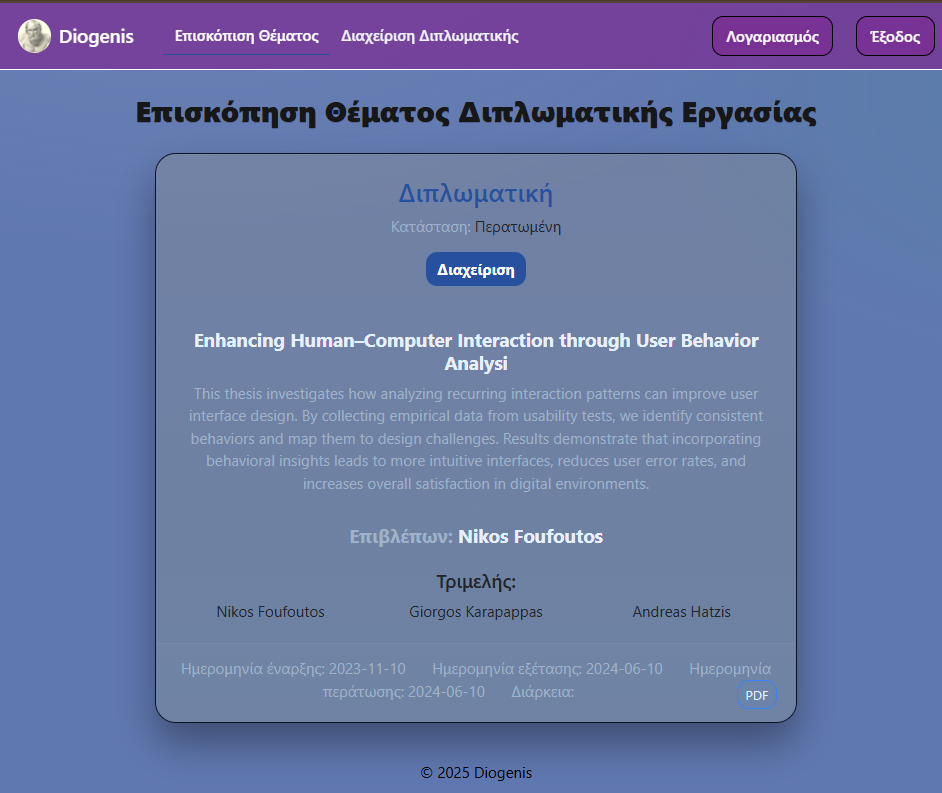 Diogenis
Επισκόπιση Θέματος
Διαχείριση Διπλωματικής
Λογαριασμός
Έξοδος
Επισκόπηση Θέματος Διπλωματικής Εργασίας
Διπλωματική
Κατάσταση: Περατωμένη
Διαχείριση
Enhancing Human–Computer Interaction through User Behavior
Analysi
This thesis investigates how analyzing recurring interaction patterns can improve user
interface design. By collecting empirical data from usability tests, we identify consistent
behaviors and map them to design challenges. Results demonstrate that incorporating
behavioral insights leads to more intuitive interfaces, reduces user error rates, and
increases overall satisfaction in digital environments.
Επιβλέπων: Nikos Foufoutos
Τριμελής:
Nikos Foufoutos
Giorgos Karapappas
Andreas Hatzis
Ημερομηνία έναρξης: 2023-11-10 Ημερομηνία εξέτασης: 2024-06-10 Ημερομηνία
περάτωσης: 2024-06-10 Διάρκεια:
PDF
© 2025 Diogenis